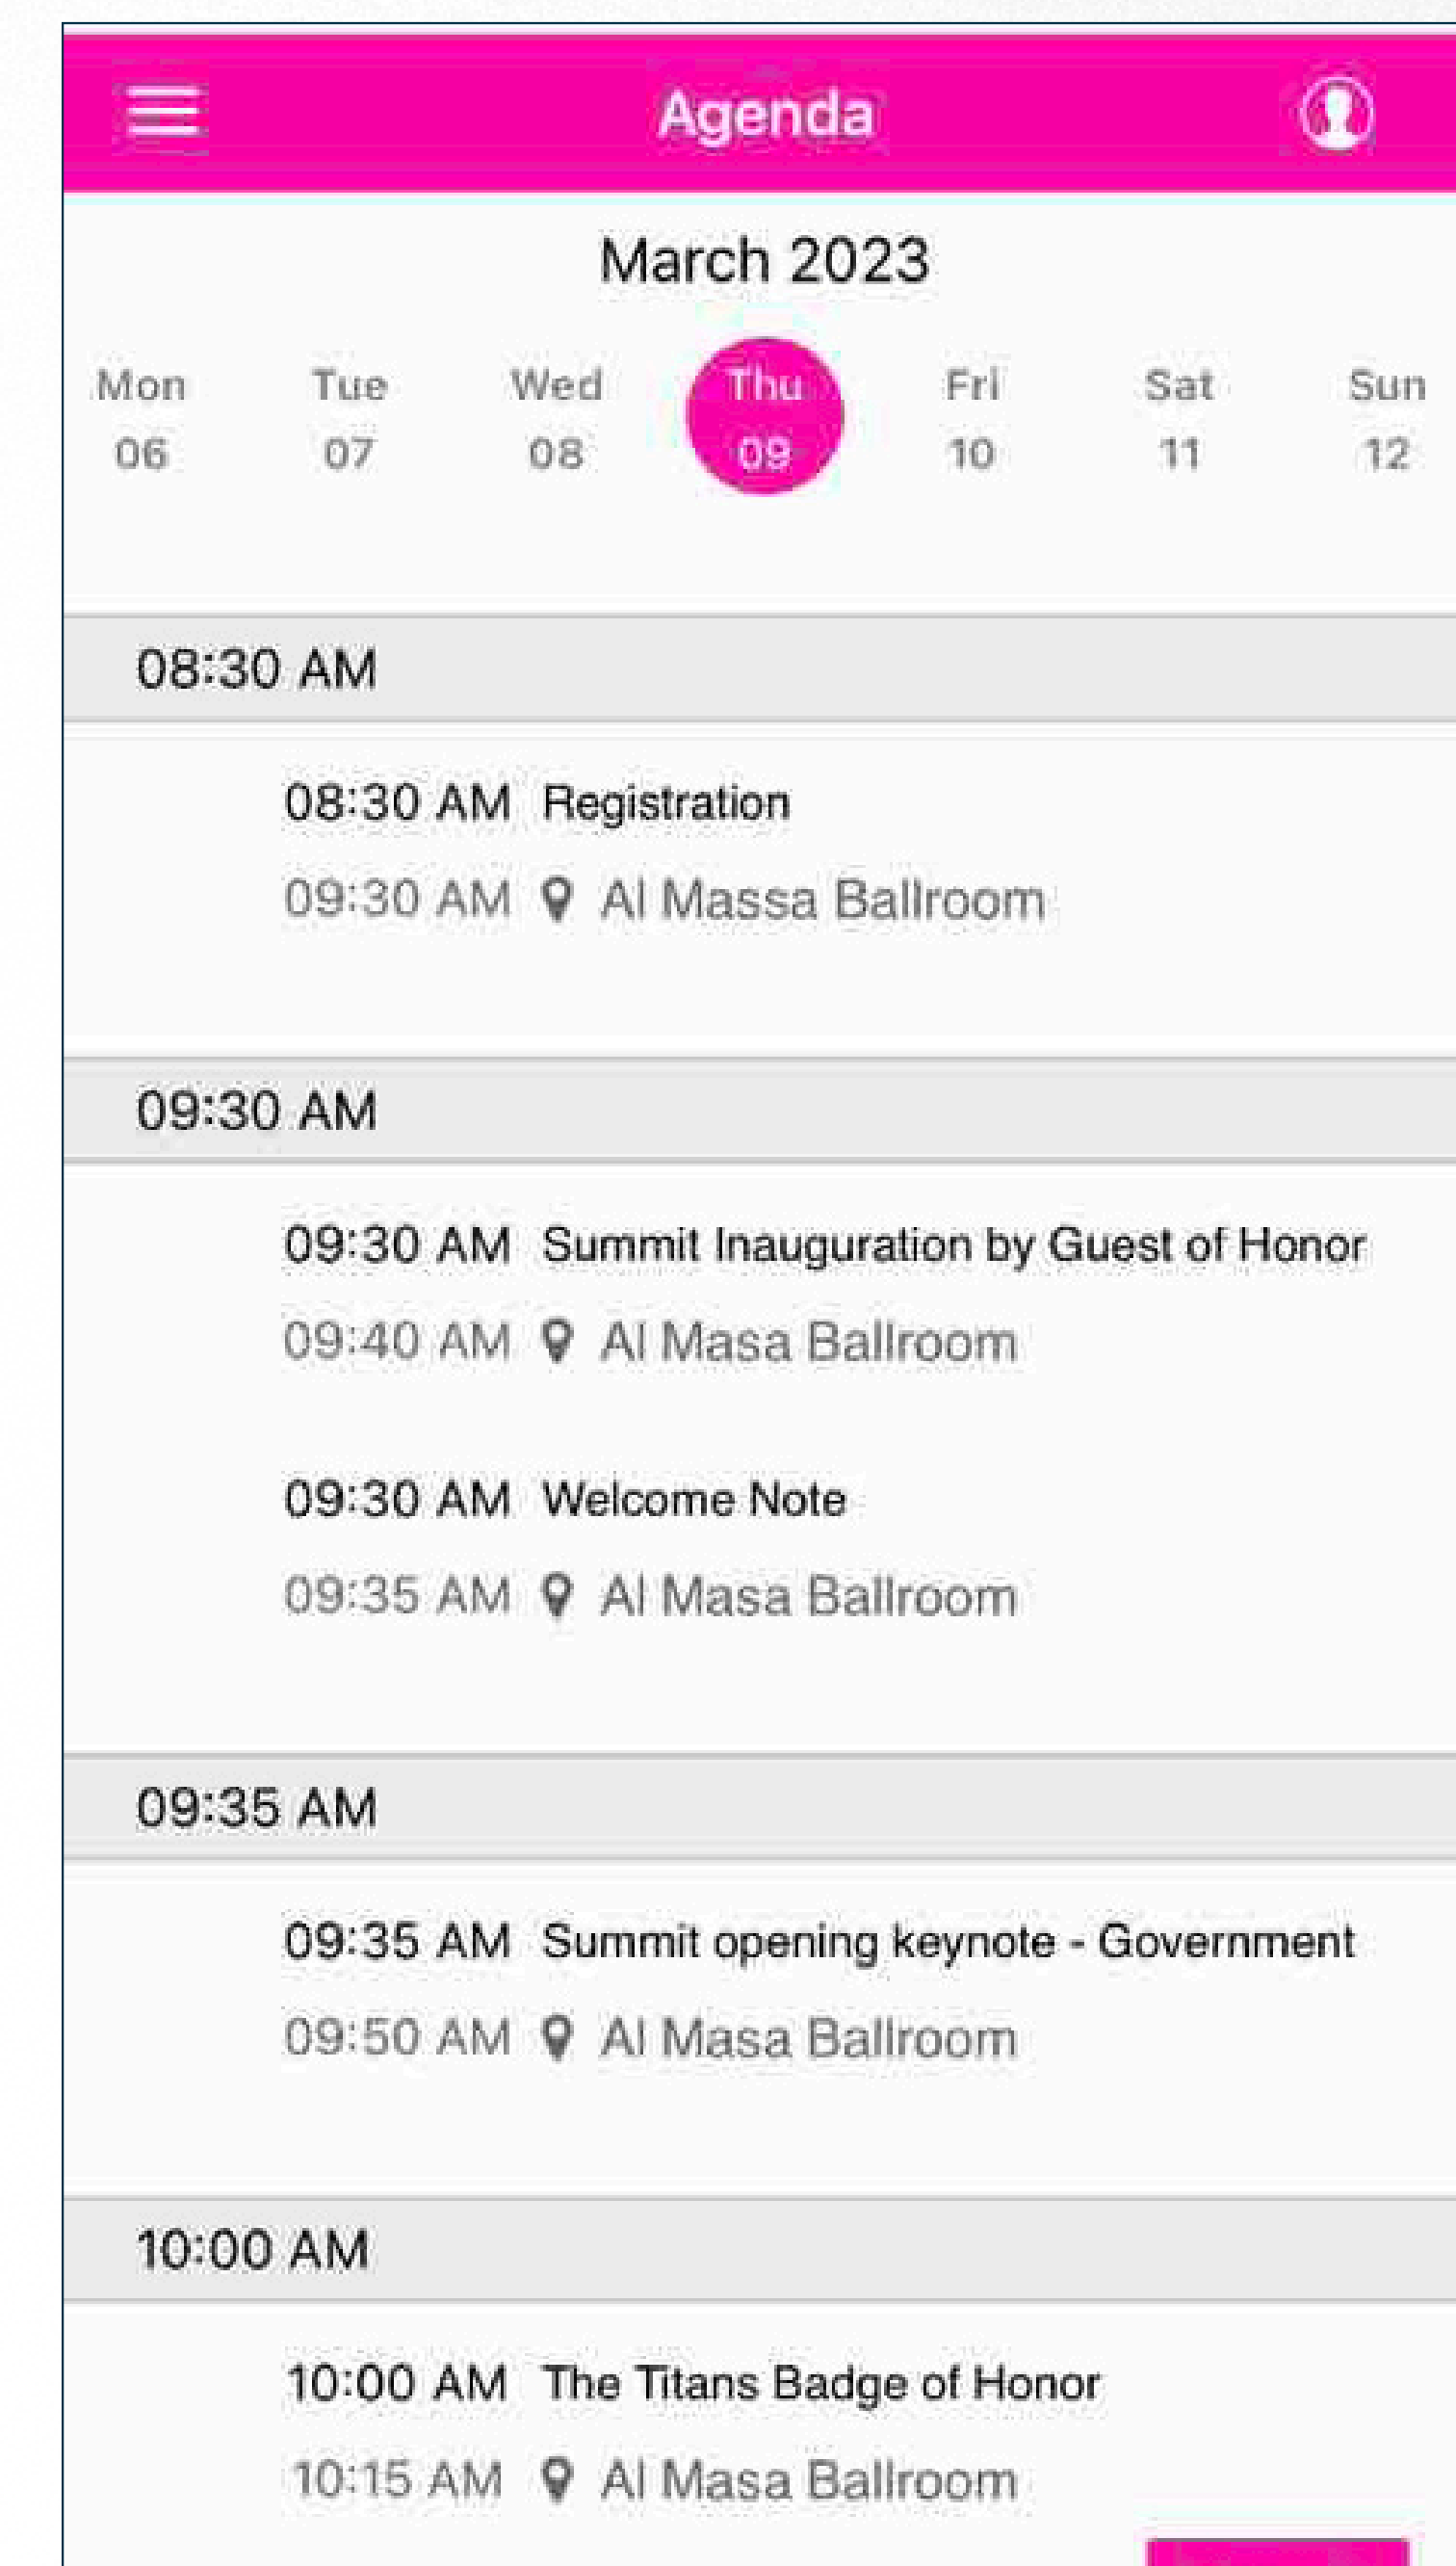 Agenda
March 2023
Mon Tue Wed Thu Fri Sat Sun
06 07 08 09 10 11 12
08:30 AM
08:30 AM Registration
09:30 AM Al Massa Ballroom
09:30 AM
09:30 AM Summit Inauguration by Guest of Honor
09:40 AM Al Masa Ballroom
09:30 AM Welcome Note
09:35 AM Al Masa Ballroom
09:35 AM
09:35 AM Summit opening keynote - Government
09:50 AM Al Masa Ballroom
10:00 AM
10:00 AM The Titans Badge of Honor
10:15 AM Al Masa Ballroom